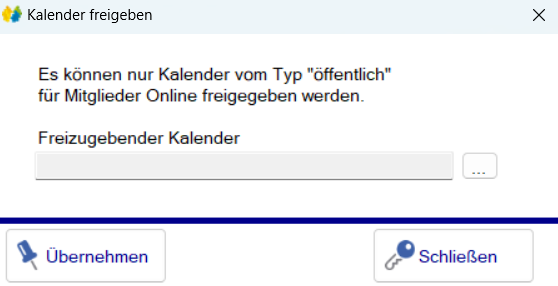 Kalender freigeben
Es können nur Kalender vom Typ "öffentlich"
für Mitglieder Online freigegeben werden.
Freizugebender Kalender
...
Übernehmen
Schließen